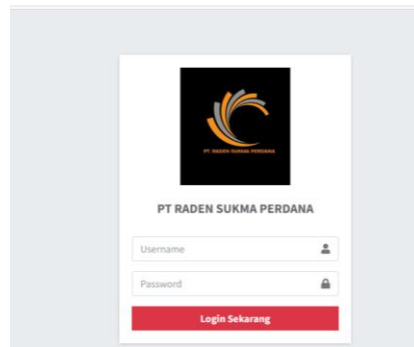 PT RADEN SUKMA PERDANA
PT RADEN SUKMA PERDANA
Username
Password
Login Sekarang